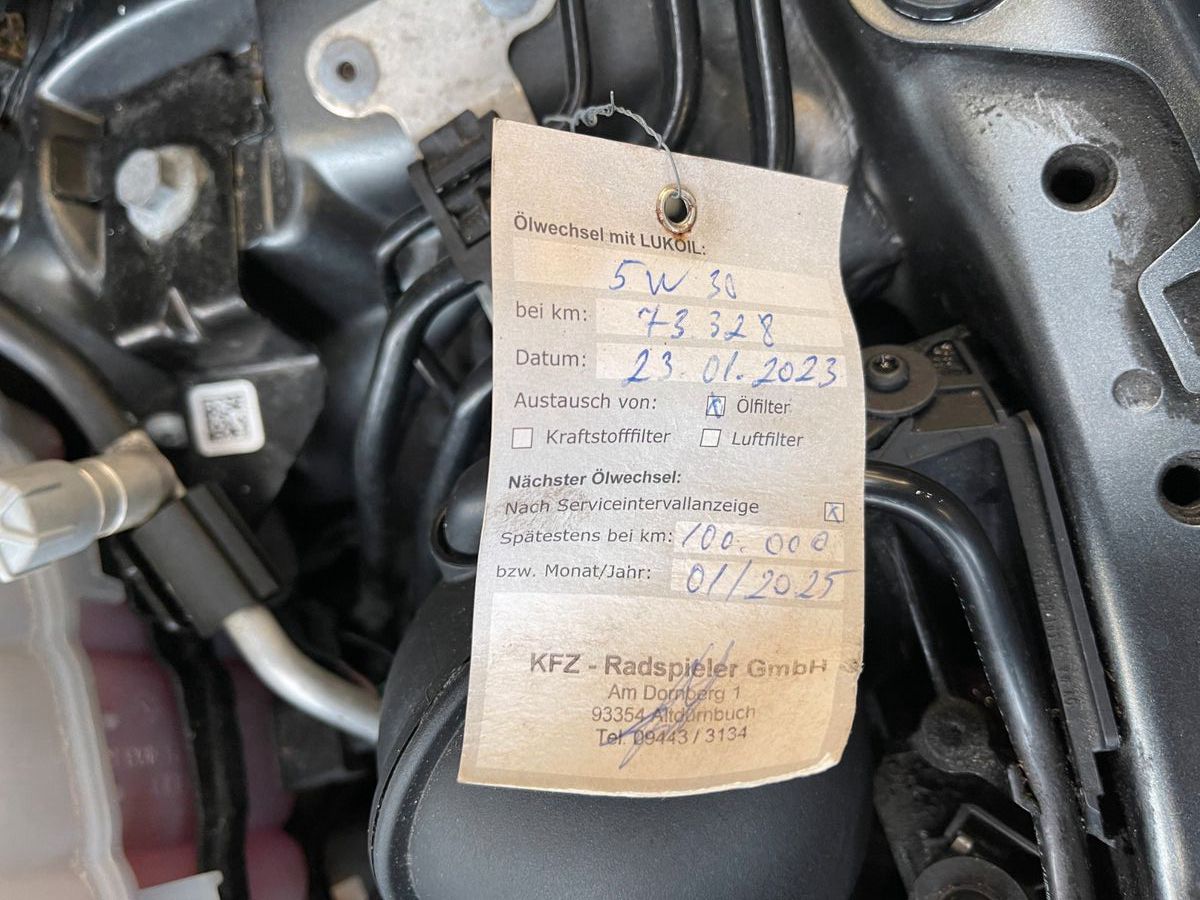 Ölwechsel mit LUKOIL:
5W30
bei km: 73.328
Datum: 23.01.2023
Austausch von: Ölfilter
Kraftstofffilter Luftfilter
Nächster Ölwechsel:
Nach Serviceintervallanzeige
Spätestens bei km: 100.000
bzw. Monat/Jahr: 01/2025
KFZ - Radspieler GmbH
Am Dornberg 1
93354 Altdürnbuch
Tel. 09443 / 3134